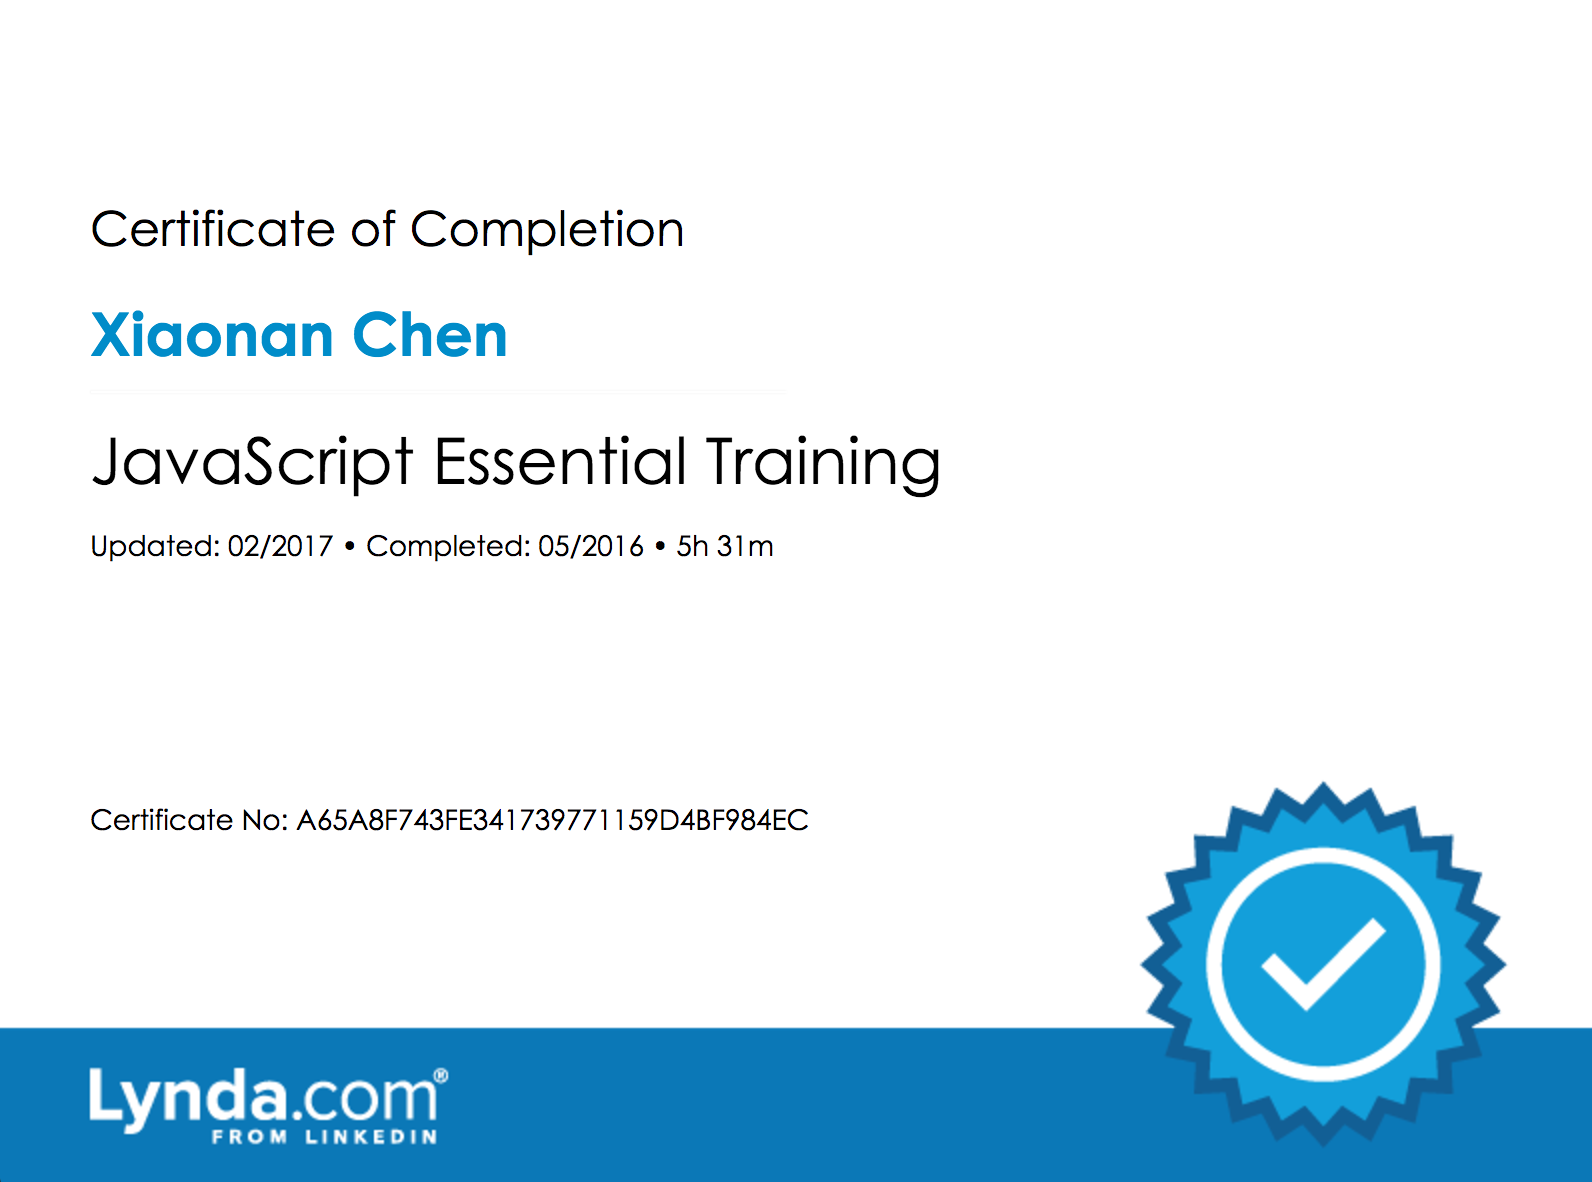 Certificate of Completion
Xiaonan Chen
JavaScript Essential Training
Updated: 02/2017 • Completed: 05/2016 • 5h 31m
Certificate No: A65A8F743FE341739771159D4BF984EC
Lynda.com®
FROM LINKEDIN